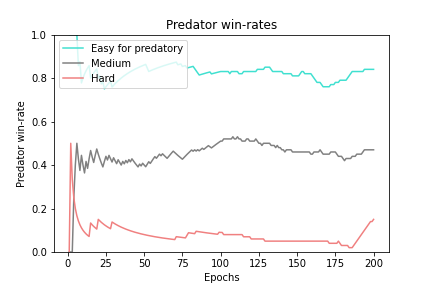 Predator win-rates
Easy for predatory
Medium
Hard
Predator win-rate
1.0
0.8
0.6
0.4
0.2
0.0
0
25
50
75
100
125
150
175
200
Epochs